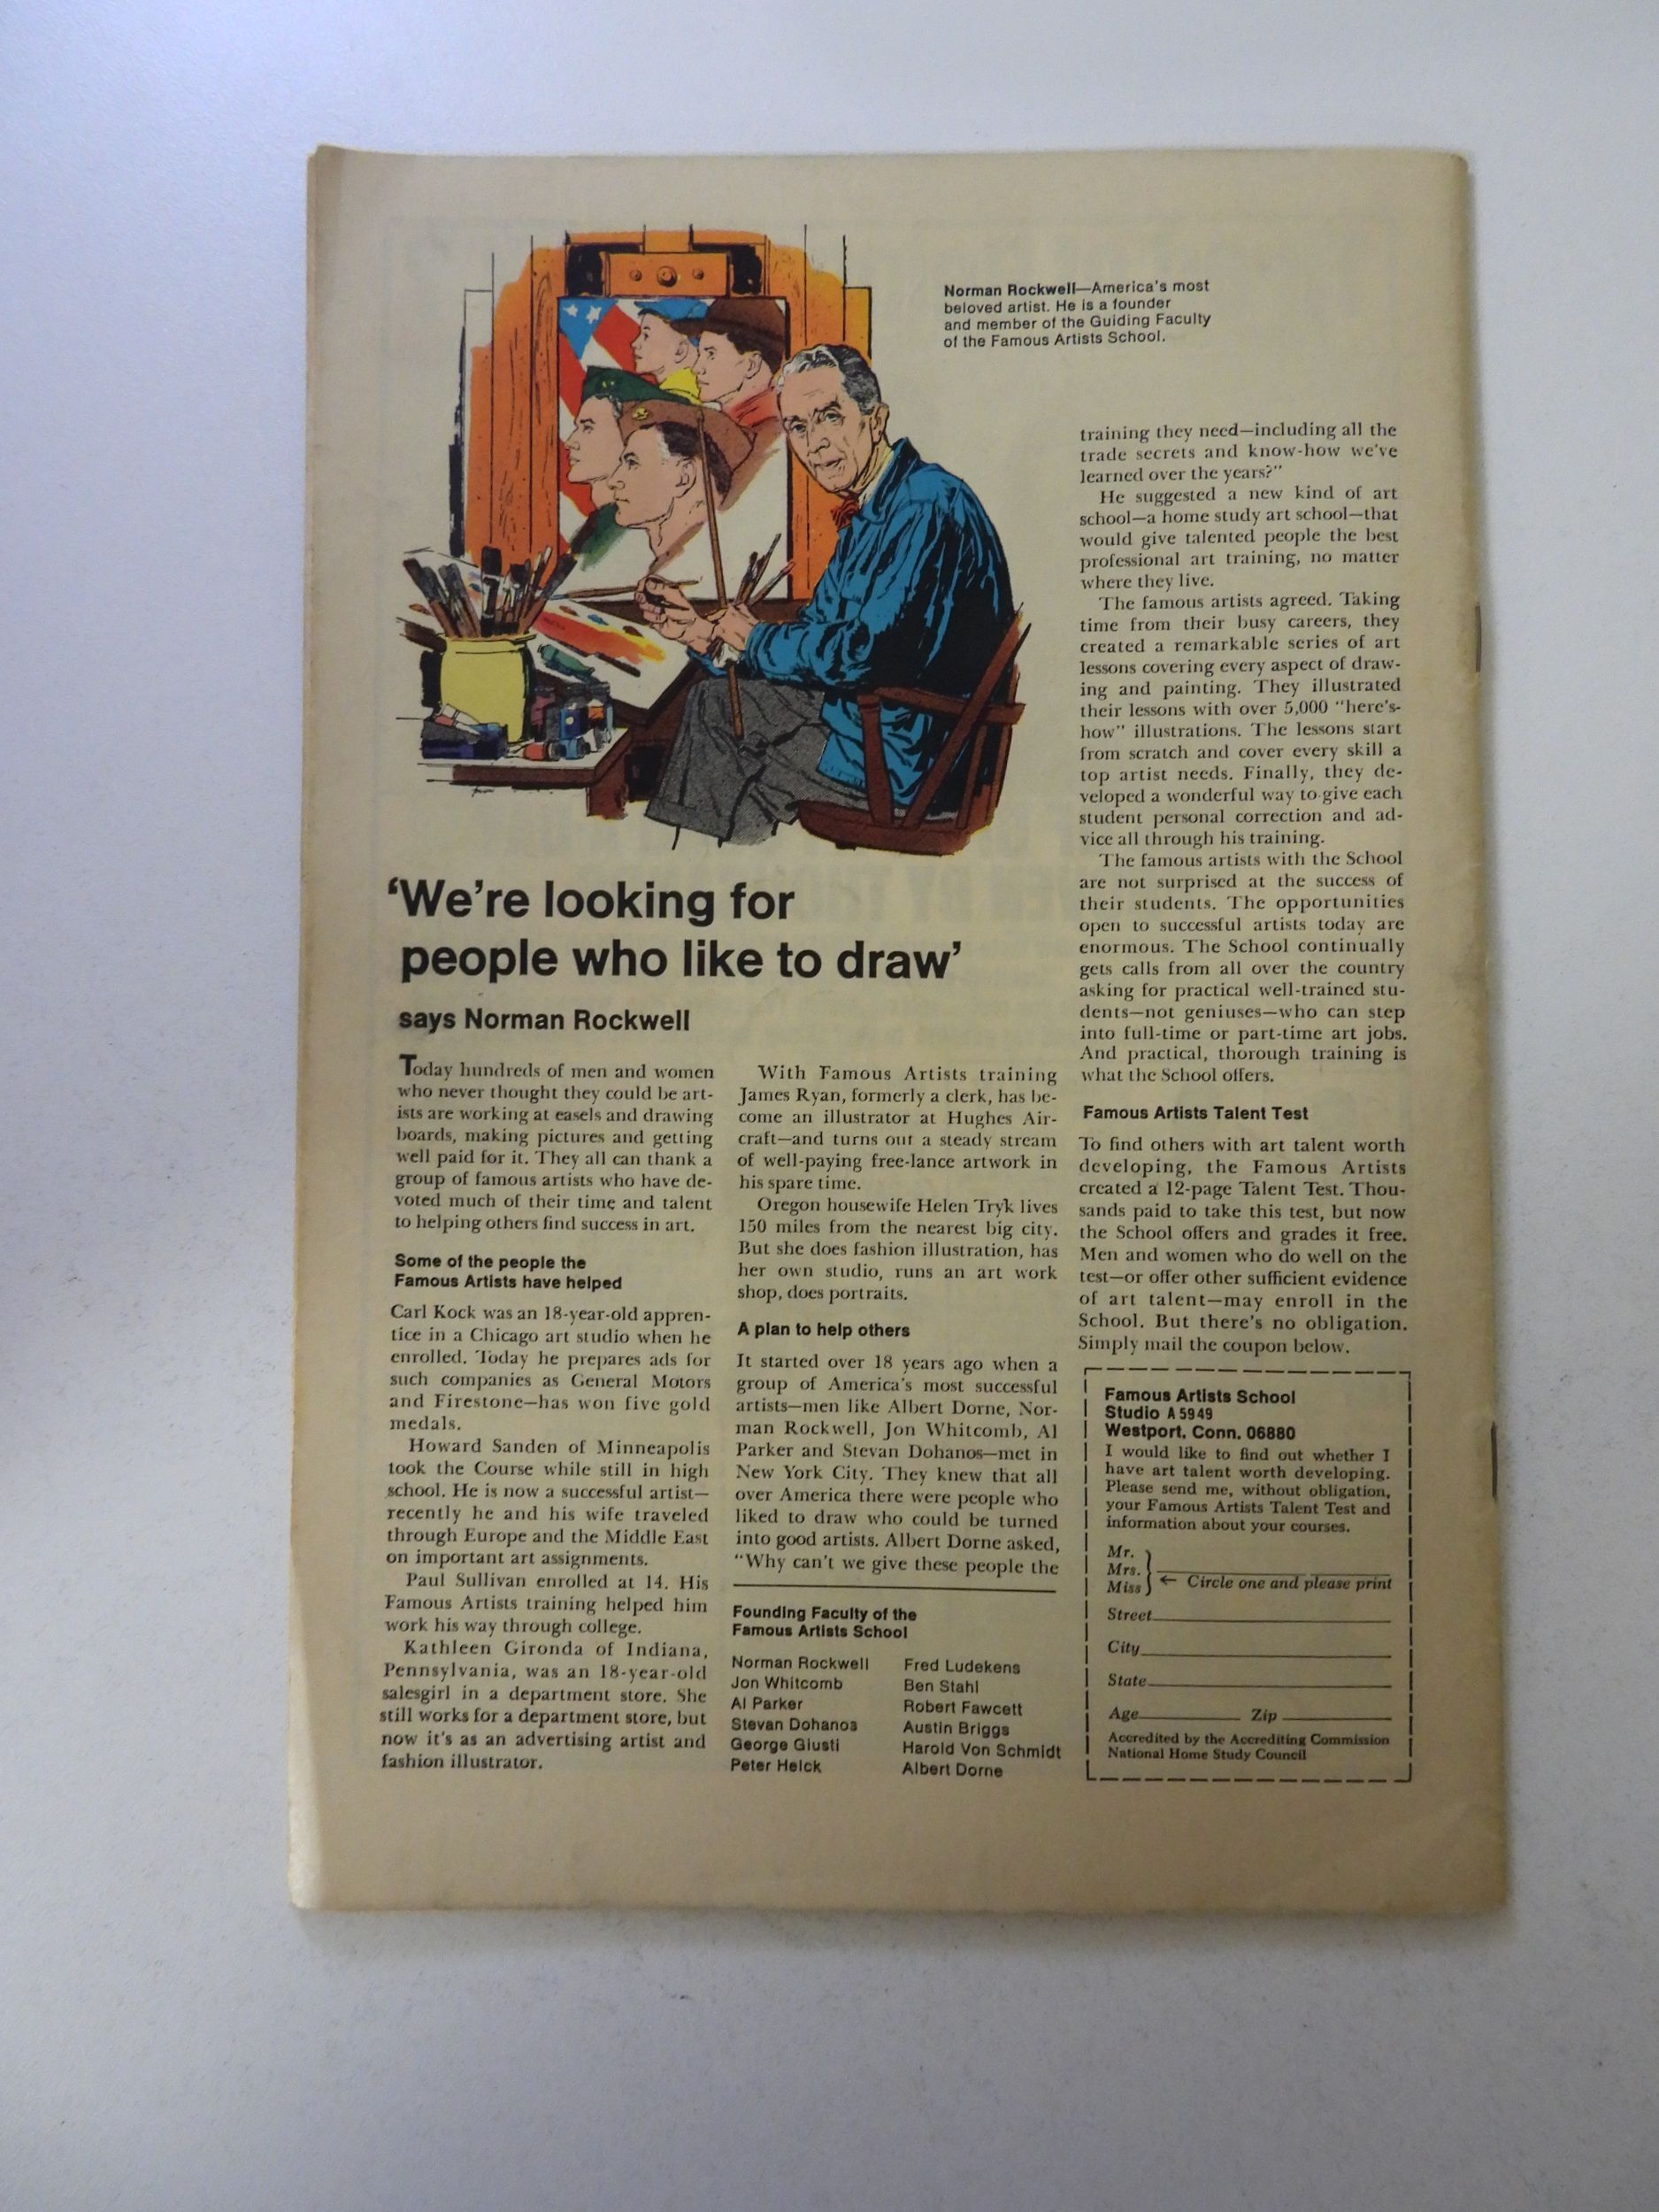 Norman Rockwell—America's most
beloved artist. He is a founder
and member of the Guiding Faculty
of the Famous Artists School.
'We're looking for
people who like to draw'
says Norman Rockwell
Today hundreds of men and women
who never thought they could be art-
ists are working at easels and drawing
boards, making pictures and getting
well paid for it. They all can thank a
group of famous artists who have de-
voted much of their time and talent
to helping others find success in art.
Some of the people the
Famous Artists have helped
Carl Kock was an 18-year-old appren-
tice in a Chicago art studio when he
enrolled. Today he prepares ads for
such companies as General Motors
and Firestone—has won five gold
medals.
Howard Sanden of Minneapolis
took the Course while still in high
school. He is now a successful artist—
recently he and his wife traveled
through Europe and the Middle East
on important art assignments.
Paul Sullivan enrolled at 14. His
Famous Artists training helped him
work his way through college.
Kathleen Gironda of Indiana,
Pennsylvania, was an 18-year-old
salesgirl in a department store. She
still works for a department store, but
now it's as an advertising artist and
fashion illustrator.
With Famous Artists training
James Ryan, formerly a clerk, has be-
come an illustrator at Hughes Air-
craft—and turns out a steady stream
of well-paying free-lance artwork in
his spare time.
Oregon housewife Helen Tryk lives
150 miles from the nearest big city.
But she does fashion illustration, has
her own studio, runs an art work
shop, does portraits.
A plan to help others
It started over 18 years ago when a
group of America's most successful
artists—men like Albert Dorne, Nor-
man Rockwell, Jon Whitcomb, Al
Parker and Stevan Dohanos—met in
New York City. They knew that all
over America there were people who
liked to draw who could be turned
into good artists. Albert Dorne asked,
"Why can't we give these people the
Founding Faculty of the
Famous Artists School
Norman Rockwell
Jon Whitcomb
Al Parker
Stevan Dohanos
George Giusti
Peter Helck
Fred Ludekens
Ben Stahl
Robert Fawcett
Austin Briggs
Harold Von Schmidt
Albert Dorne
training they need—including all the
trade secrets and know-how we've
learned over the years?"
He suggested a new kind of art
school—a home study art school—that
would give talented people the best
professional art training, no matter
where they live.
The famous artists agreed. Taking
time from their busy careers, they
created a remarkable series of art
lessons covering every aspect of draw-
ing and painting. They illustrated
their lessons with over 5,000 "here's-
how" illustrations. The lessons start
from scratch and cover every skill a
top artist needs. Finally, they de-
veloped a wonderful way to give each
student personal correction and ad-
vice all through his training.
The famous artists with the School
are not surprised at the success of
their students. The opportunities
open to successful artists today are
enormous. The School continually
gets calls from all over the country
asking for practical well-trained stu-
dents—not geniuses—who can step
into full-time or part-time art jobs.
And practical, thorough training is
what the School offers.
Famous Artists Talent Test
To find others with art talent worth
developing, the Famous Artists
created a 12-page Talent Test. Thou-
sands paid to take this test, but now
the School offers and grades it free.
Men and women who do well on the
test—or offer other sufficient evidence
of art talent—may enroll in the
School. But there's no obligation.
Simply mail the coupon below.
Famous Artists School
Studio A 5949
Westport, Conn. 06880
I would like to find out whether I
have art talent worth developing.
Please send me, without obligation,
your Famous Artists Talent Test and
information about your courses.
Mr.
Mrs.
Miss ← Circle one and please print
Street
City
State
Age Zip
Accredited by the Accrediting Commission
National Home Study Council